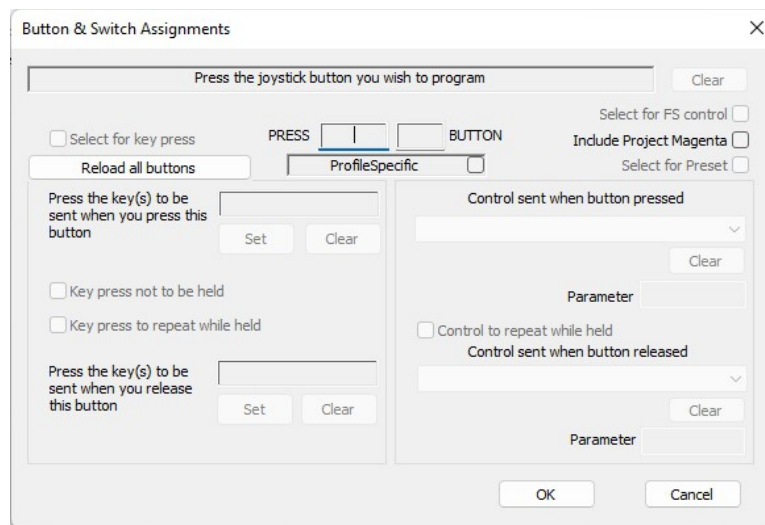 Button & Switch Assignments
Press the joystick button you wish to program
Clear
Select for FS control
Select for key press
PRESS
BUTTON
Include Project Magenta
Reload all buttons
ProfileSpecific
Select for Preset
Press the key(s) to be
sent when you press this
button
Set
Clear
Key press not to be held
Key press to repeat while held
Press the key(s) to be
sent when you release
this button
Set
Clear
Control sent when button pressed
Clear
Parameter
Control to repeat while held
Control sent when button released
Clear
Parameter
OK
Cancel